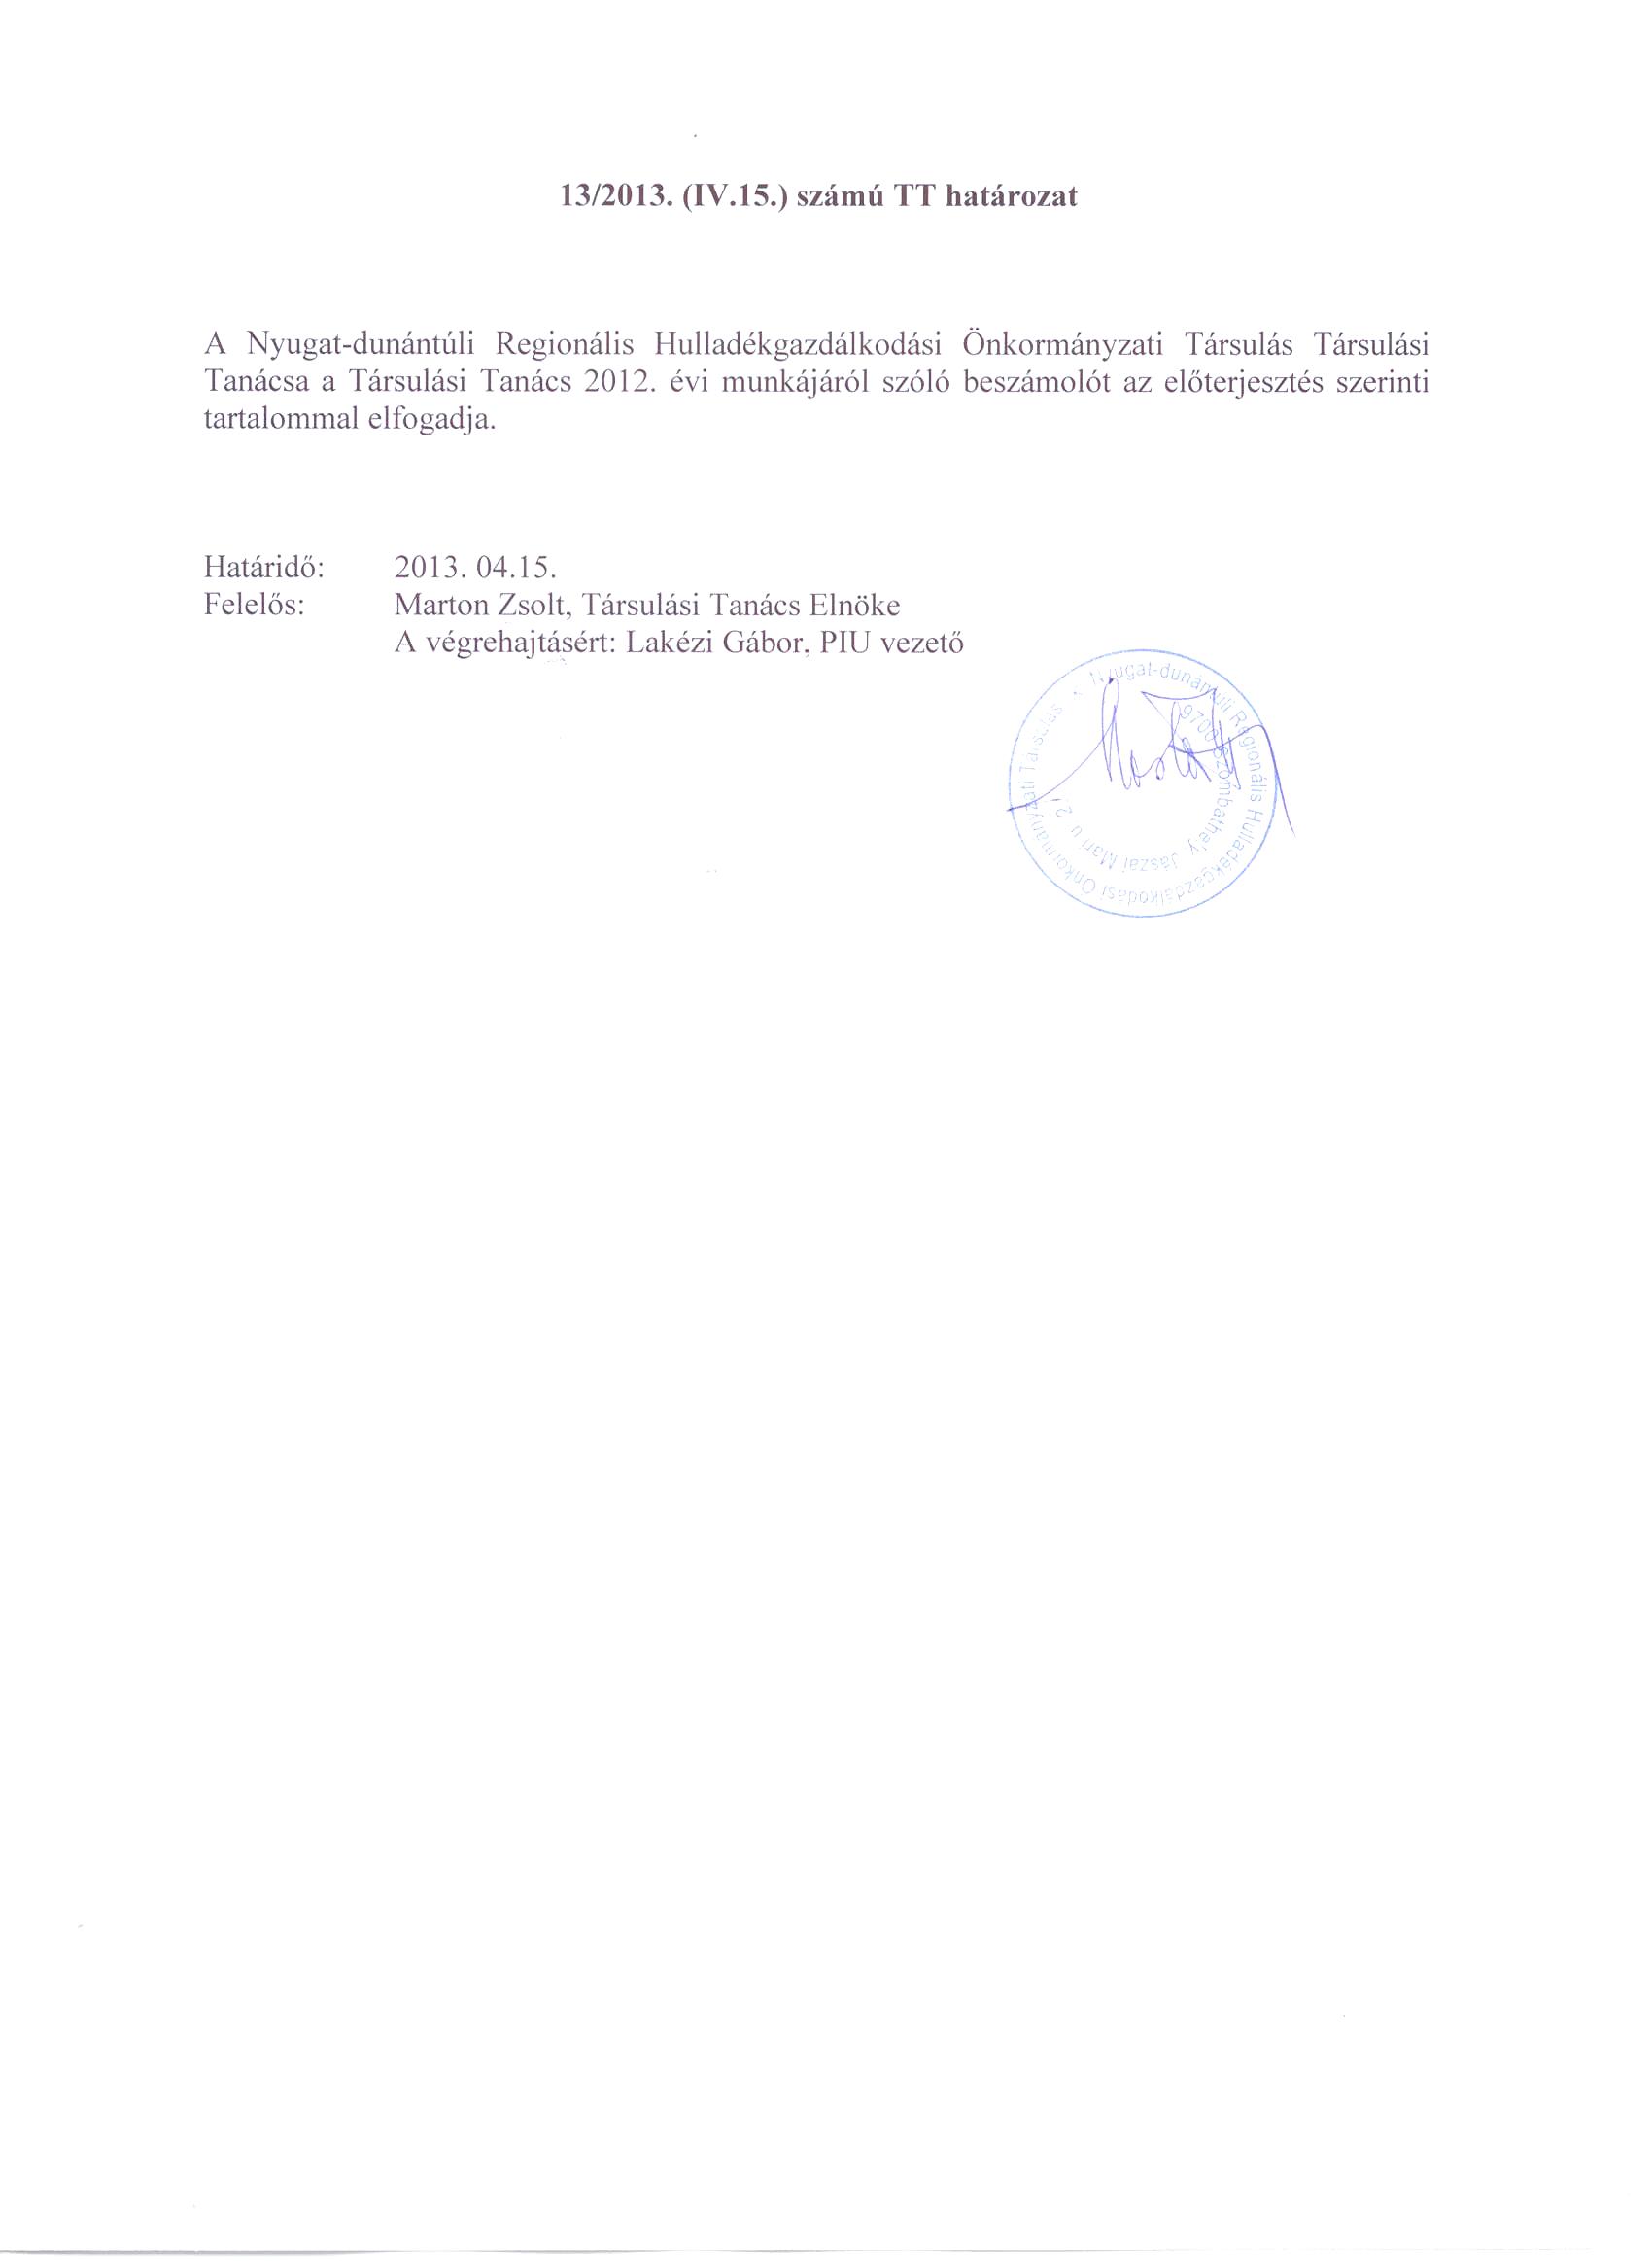 13/2013. (IV.15.) számú TT határozat
A Nyugat-dunántúli Regionális Hulladékgazdálkodási Önkormányzati Társulás Társulási
Tanácsa a Társulási Tanács 2012. évi munkájáról szóló beszámolót az előterjesztés szerinti
tartalommal elfogadja.
Határidő: 2013. 04.15.
Felelős: Marton Zsolt, Társulási Tanács Elnöke
A végrehajtásért: Lakézi Gábor, PIU vezető
Nyugat-dunántúli Regionális Hulladékgazdálkodási Önkormányzati Társulás
9700 Szombathely Jászai Mari u 2